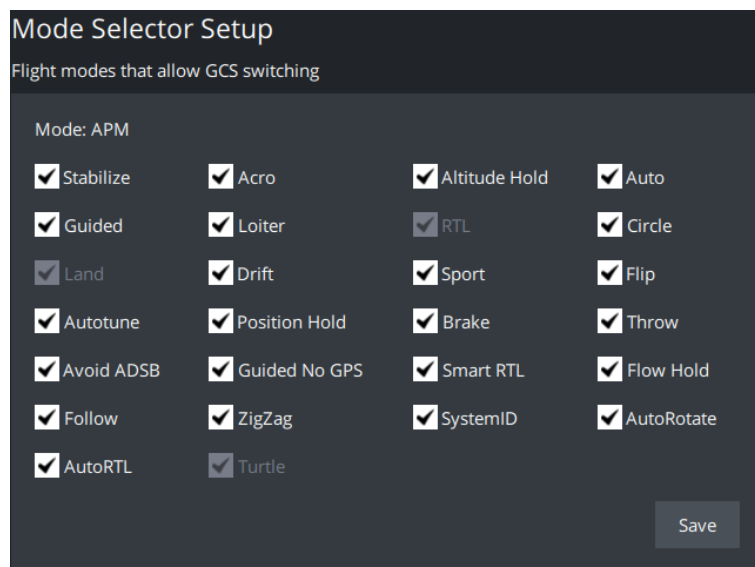 Mode Selector Setup
Flight modes that allow GCS switching
Mode: APM
Stabilize Acro Altitude Hold Auto
Guided Loiter RTL Circle
Land Drift Sport Flip
Autotune Position Hold Brake Throw
Avoid ADSB Guided No GPS Smart RTL Flow Hold
Follow ZigZag SystemID AutoRotate
AutoRTL Turtle
Save